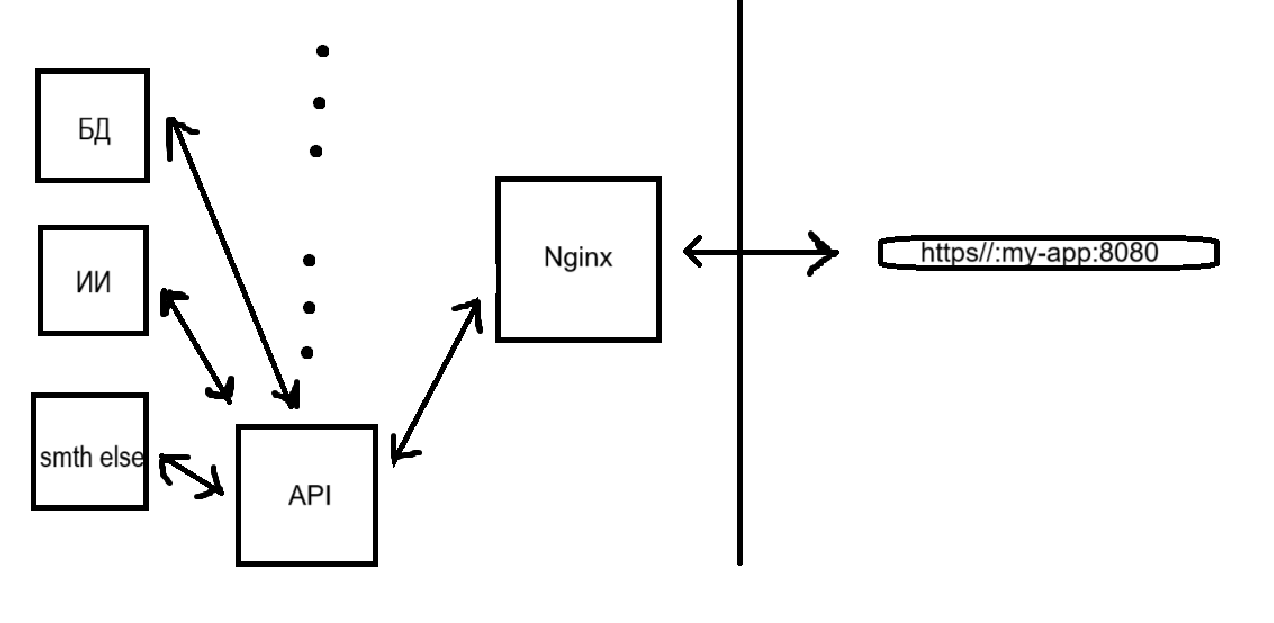 БД
ИИ
smth else
API
Nginx
https//:my-app:8080